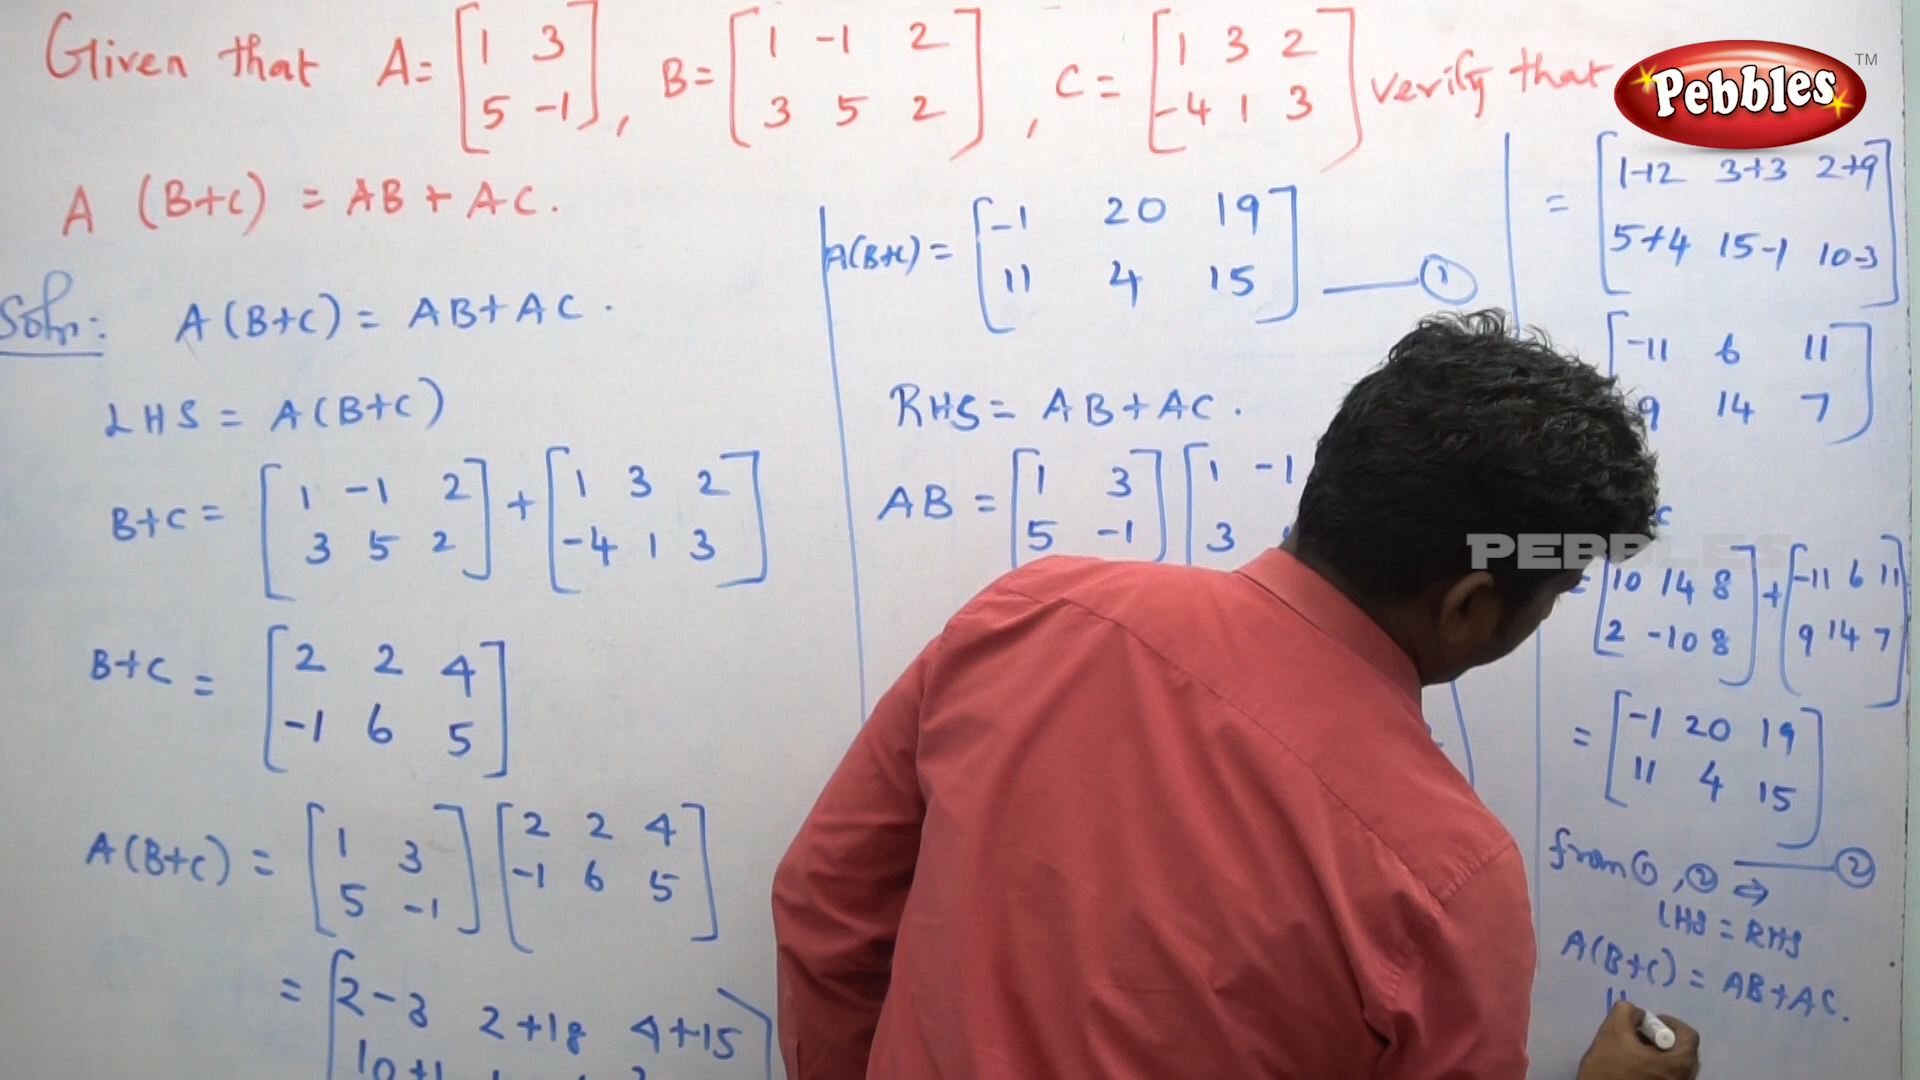 Given that A = [1 3 5 -1], B = [1 -1 2 3 5 2], C = [1 3 2 -4 1 3] verify that
A (B+C) = AB + AC.
Soln: A (B+C) = AB + AC.
LHS = A (B+C)
B+C = [1 -1 2 3 5 2] + [1 3 2 -4 1 3]
B+C = [2 2 4 -1 6 5]
A (B+C) = [1 3 5 -1] [2 2 4 -1 6 5]
= [2-3 2+18 4+15
10+1
A(B+C) = [-1 20 19 11 4 15] ——— ①
RHS = AB + AC.
AB = [1 3 5 -1] [1 -1
3
= [1-12 3+3 2+9 5+4 15-1 10-3]
[-11 6 11 9 14 7]
C
= [10 14 8 2 -10 8] + [-11 6 11 9 14 7]
= [-1 20 19 11 4 15]
——— ②
from ①, ② ⇒
LHS = RHS
A(B+C) = AB + AC.
Pebbles TM
PEBBLES